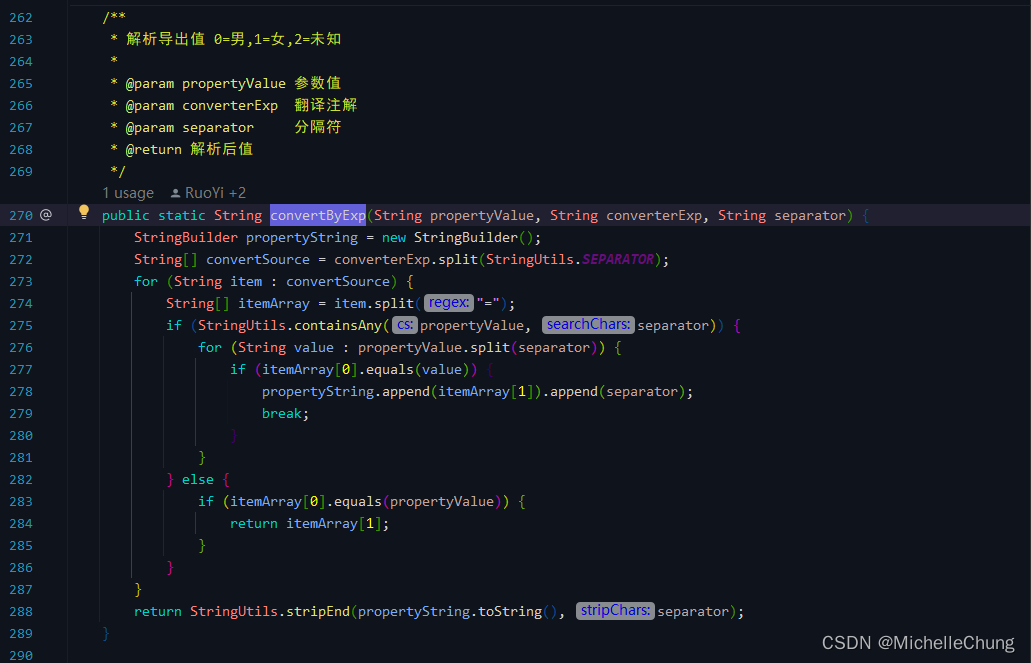 262 /**
263 * 解析导出值 0=男,1=女,2=未知
264 *
265 * @param propertyValue 参数值
266 * @param converterExp 翻译注解
267 * @param separator 分隔符
268 * @return 解析后值
269 */
1 usage RuoYi +2
270 @ public static String convertByExp(String propertyValue, String converterExp, String separator) {
271 StringBuilder propertyString = new StringBuilder();
272 String[] convertSource = converterExp.split(StringUtils.SEPARATOR);
273 for (String item : convertSource) {
274 String[] itemArray = item.split( regex: "=");
275 if (StringUtils.containsAny( cs: propertyValue, searchChars: separator)) {
276 for (String value : propertyValue.split(separator)) {
277 if (itemArray[0].equals(value)) {
278 propertyString.append(itemArray[1]).append(separator);
279 break;
280 }
281 }
282 } else {
283 if (itemArray[0].equals(propertyValue)) {
284 return itemArray[1];
285 }
286 }
287 }
288 return StringUtils.stripEnd(propertyString.toString(), stripChars: separator);
289 }
290
CSDN @MichelleChung